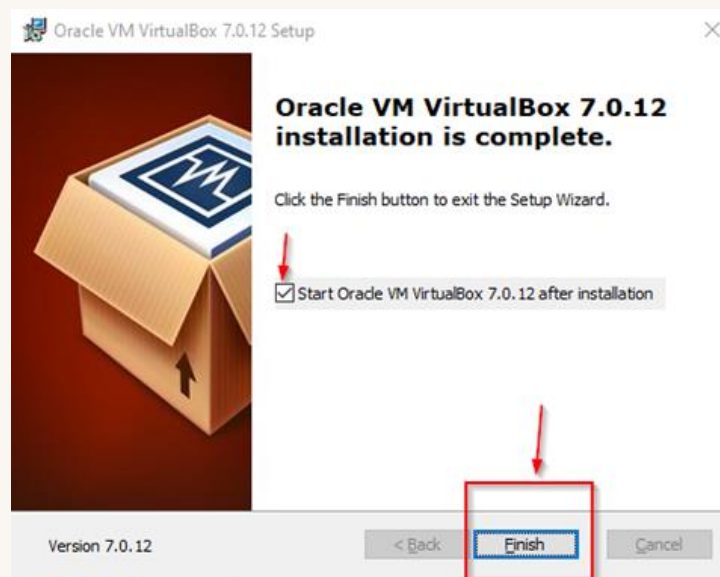 Oracle VM VirtualBox 7.0.12 Setup
Oracle VM VirtualBox 7.0.12
installation is complete.
Click the Finish button to exit the Setup Wizard.
Start Oracle VM VirtualBox 7.0.12 after installation
Version 7.0.12
< Back
Finish
Cancel